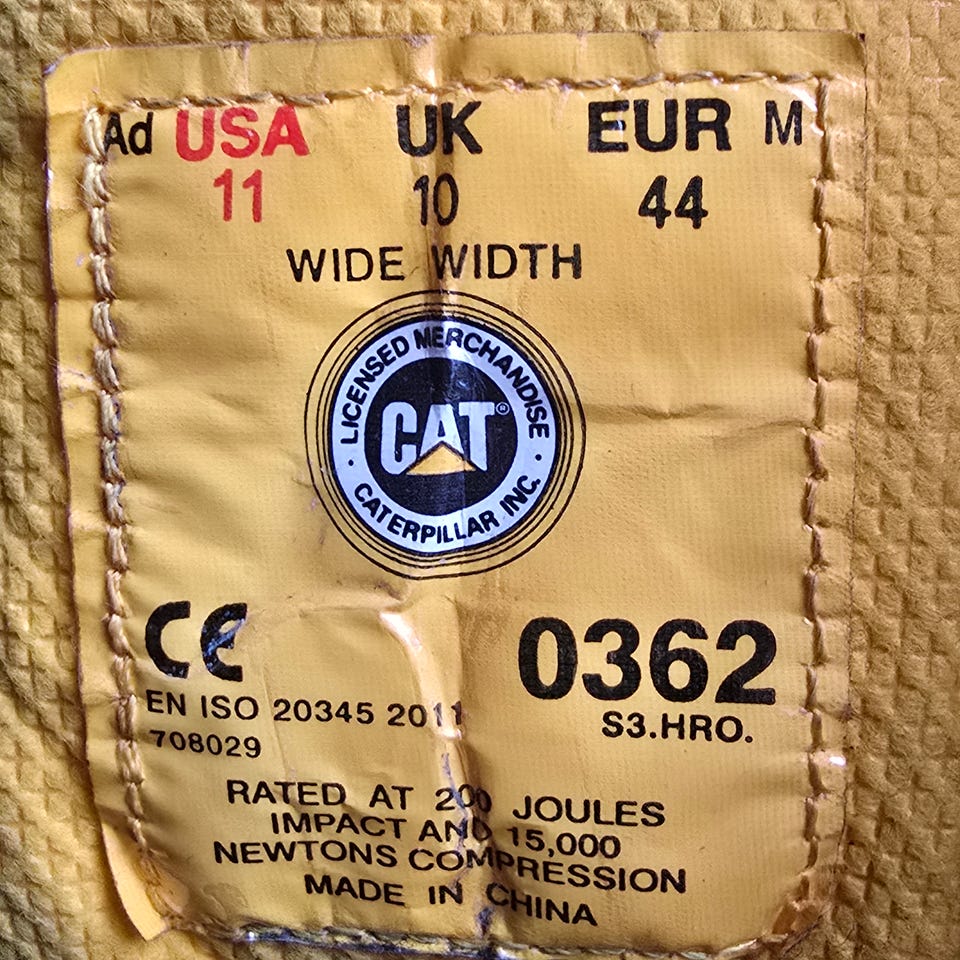 Ad USA UK EUR M
11 10 44
WIDE WIDTH
LICENSED MERCHANDISE
CAT®
· CATERPILLAR INC. ·
CE 0362
EN ISO 20345 2011 S3.HRO.
708029
RATED AT 200 JOULES
IMPACT AND 15,000
NEWTONS COMPRESSION
MADE IN CHINA